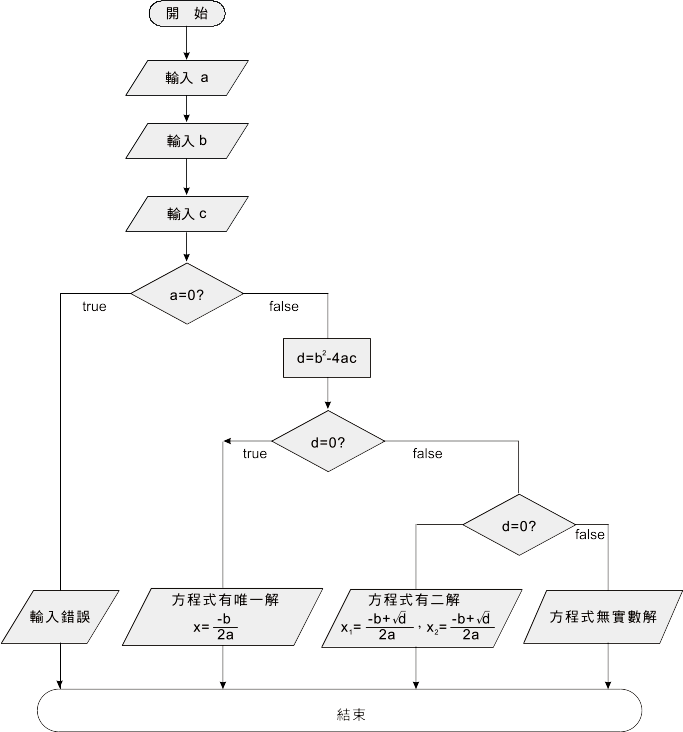 開 始
輸入 a
輸入 b
輸入 c
a=0?
true
false
d=b²-4ac
d=0?
true
false
d=0?
false
輸入錯誤
方程式有唯一解
x= -b/2a
方程式有二解
x₁= -b+√d/2a , x₂= -b+√d/2a
方程式無實數解
結束